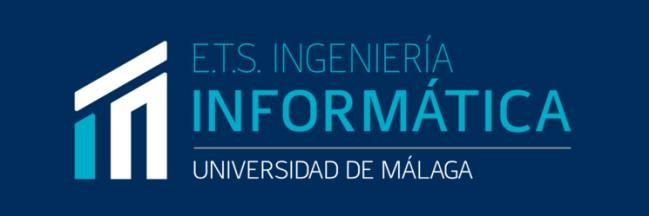 E.T.S. INGENIERÍA
INFORMÁTICA
UNIVERSIDAD DE MÁLAGA